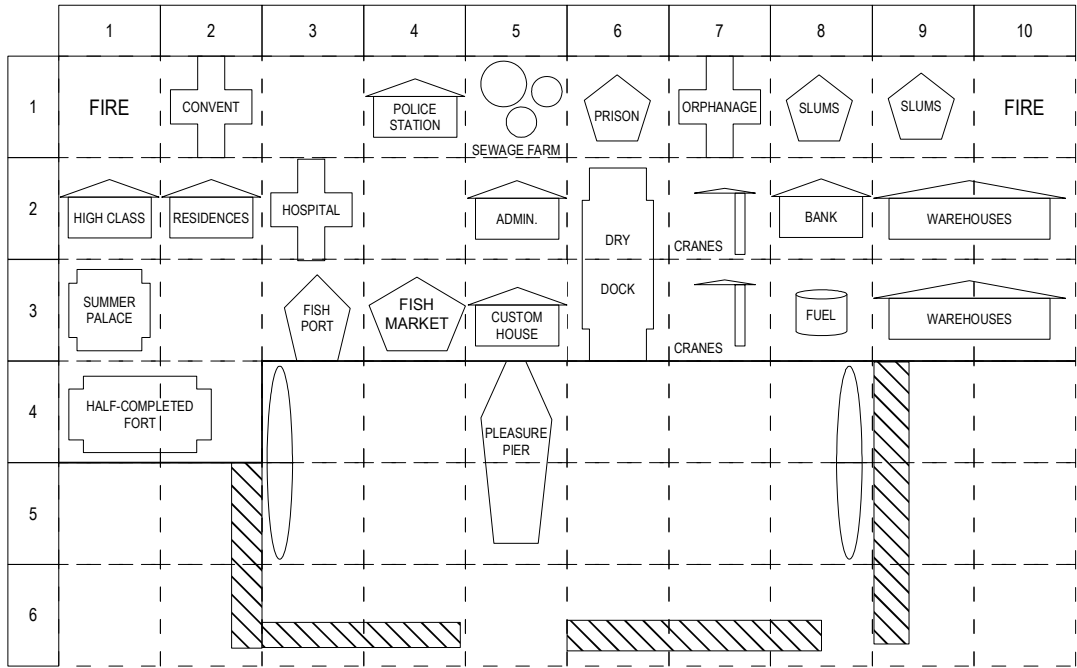 1 2 3 4 5 6 7 8 9 10
1
FIRE
CONVENT
POLICE
STATION
SEWAGE FARM
PRISON
ORPHANAGE
SLUMS
SLUMS
FIRE
2
HIGH CLASS
RESIDENCES
HOSPITAL
ADMIN.
DRY
DOCK
CRANES
BANK
WAREHOUSES
3
SUMMER
PALACE
FISH
PORT
FISH
MARKET
CUSTOM
HOUSE
CRANES
FUEL
WAREHOUSES
4
HALF-COMPLETED
FORT
PLEASURE
PIER
5
6